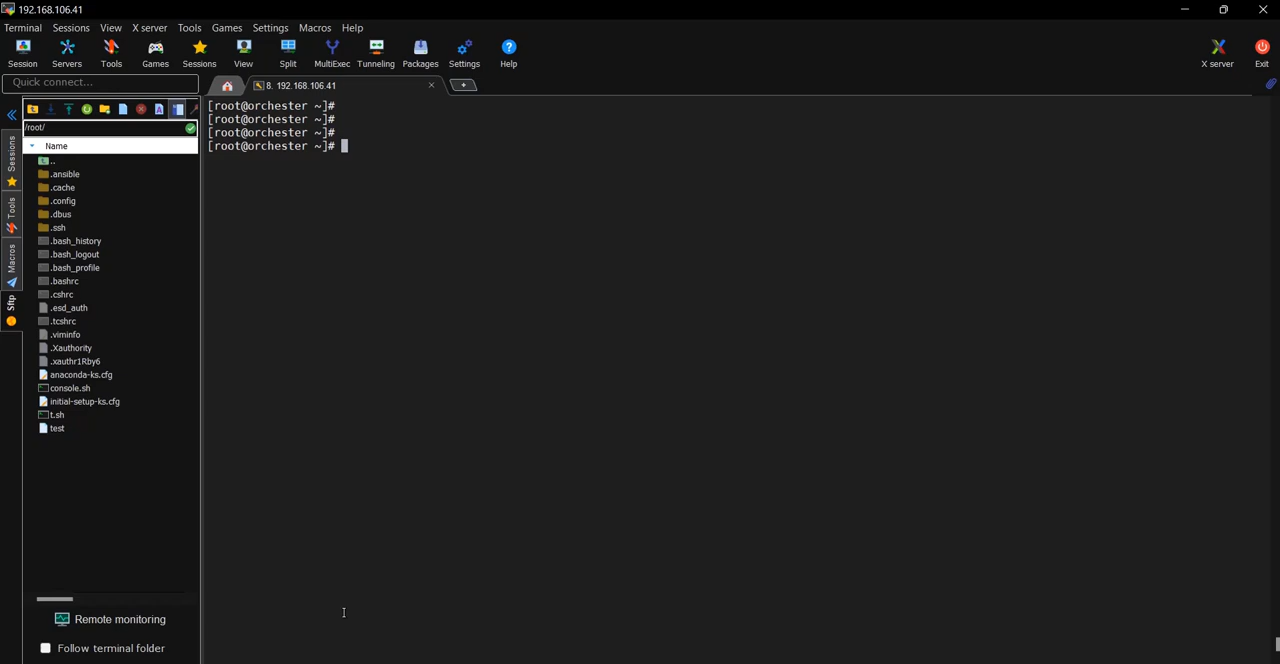 192.168.106.41
Terminal Sessions View X server Tools Games Settings Macros Help
Session Servers Tools Games Sessions View Split MultiExec Tunneling Packages Settings Help X server Exit
Quick connect...
8. 192.168.106.41
/root/
Name
..
.ansible
.cache
.config
.dbus
.ssh
.bash_history
.bash_logout
.bash_profile
.bashrc
.cshrc
.esd_auth
.tcshrc
.viminfo
.Xauthority
.xauthr1Rby6
anaconda-ks.cfg
console.sh
initial-setup-ks.cfg
t.sh
test
Remote monitoring
Follow terminal folder
Sessions
Tools
Macros
Sftp
[root@orchester ~]#
[root@orchester ~]#
[root@orchester ~]#
[root@orchester ~]#